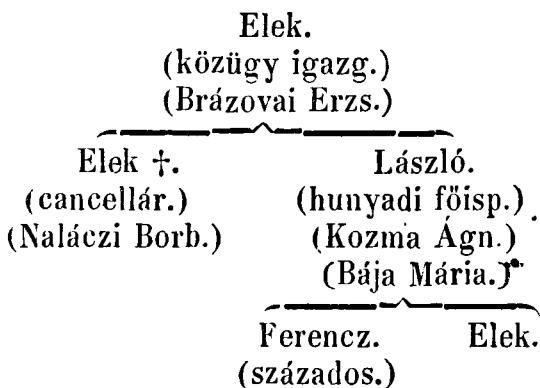 Elek.
(közügy igazg.)
(Brázovai Erzs.)
Elek †. László.
(cancellár.) (hunyadi főisp.)
(Naláczi Borb.) (Kozma Ágn.)
(Bája Mária.)
Ferencz. Elek.
(százados.)